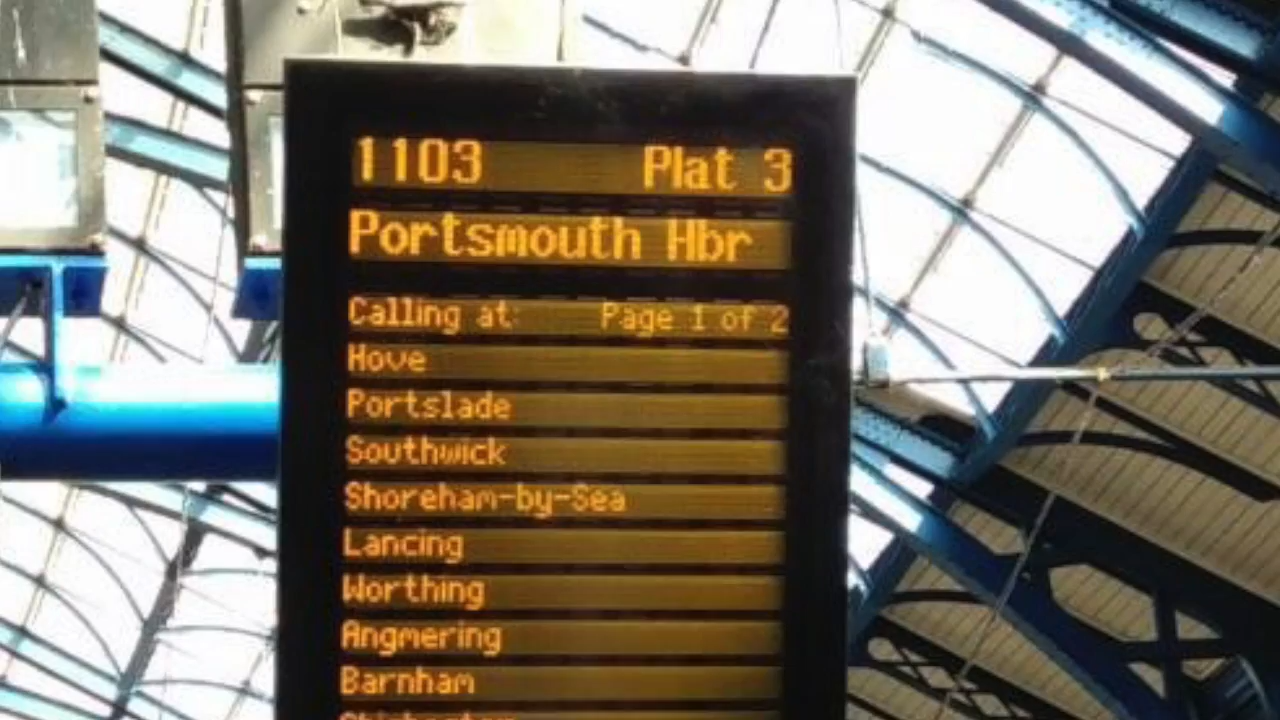 1103 Plat 3
Portsmouth Hbr
Calling at: Page 1 of 2
Hove
Portslade
Southwick
Shoreham-by-Sea
Lancing
Worthing
Angmering
Barnham